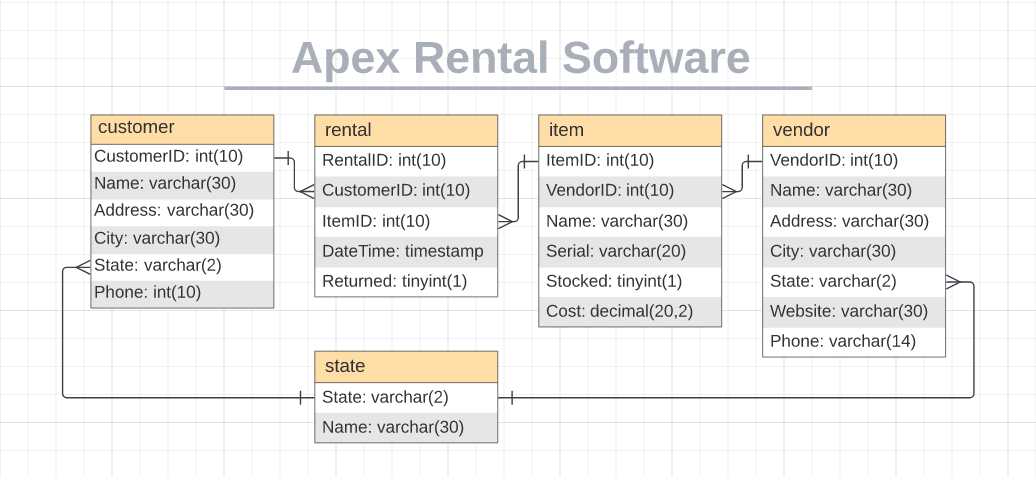 Apex Rental Software
customer
CustomerID: int(10)
Name: varchar(30)
Address: varchar(30)
City: varchar(30)
State: varchar(2)
Phone: int(10)
rental
RentalID: int(10)
CustomerID: int(10)
ItemID: int(10)
DateTime: timestamp
Returned: tinyint(1)
item
ItemID: int(10)
VendorID: int(10)
Name: varchar(30)
Serial: varchar(20)
Stocked: tinyint(1)
Cost: decimal(20,2)
vendor
VendorID: int(10)
Name: varchar(30)
Address: varchar(30)
City: varchar(30)
State: varchar(2)
Website: varchar(30)
Phone: varchar(14)
state
State: varchar(2)
Name: varchar(30)